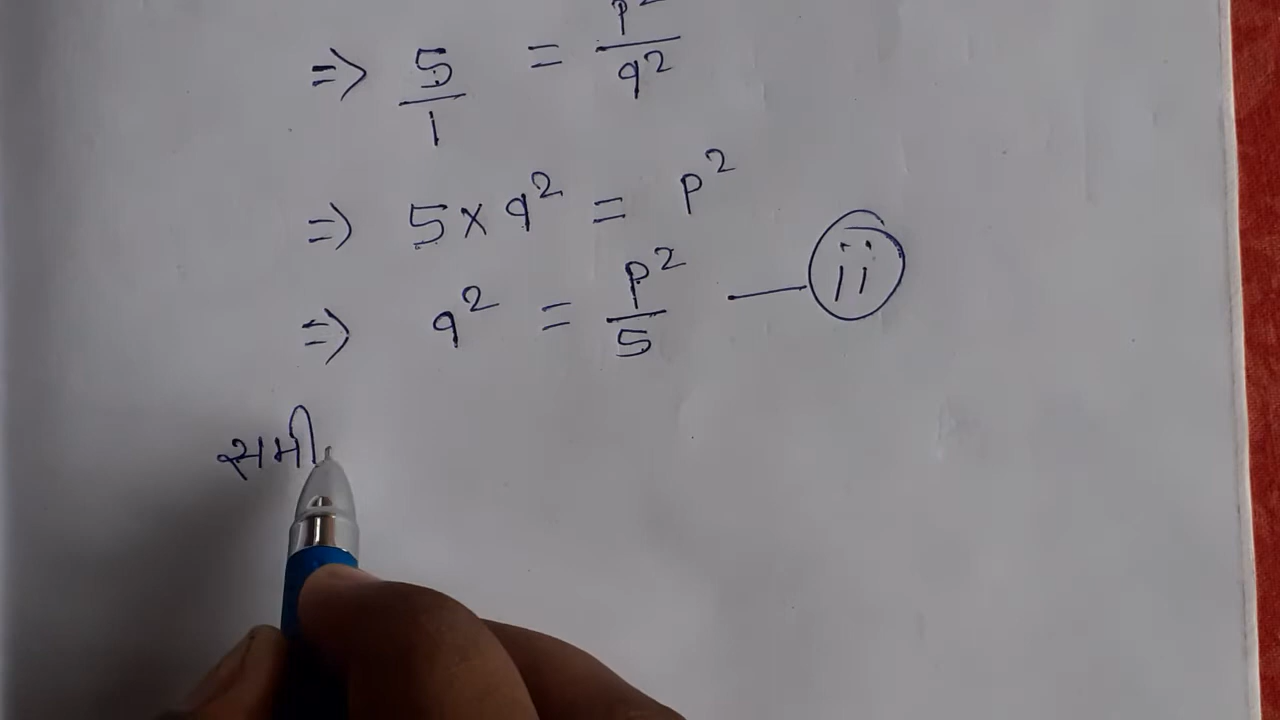 ⇒ 5/1 = p²/q²
⇒ 5 × q² = p²
⇒ q² = p²/5 — (ii)
समी